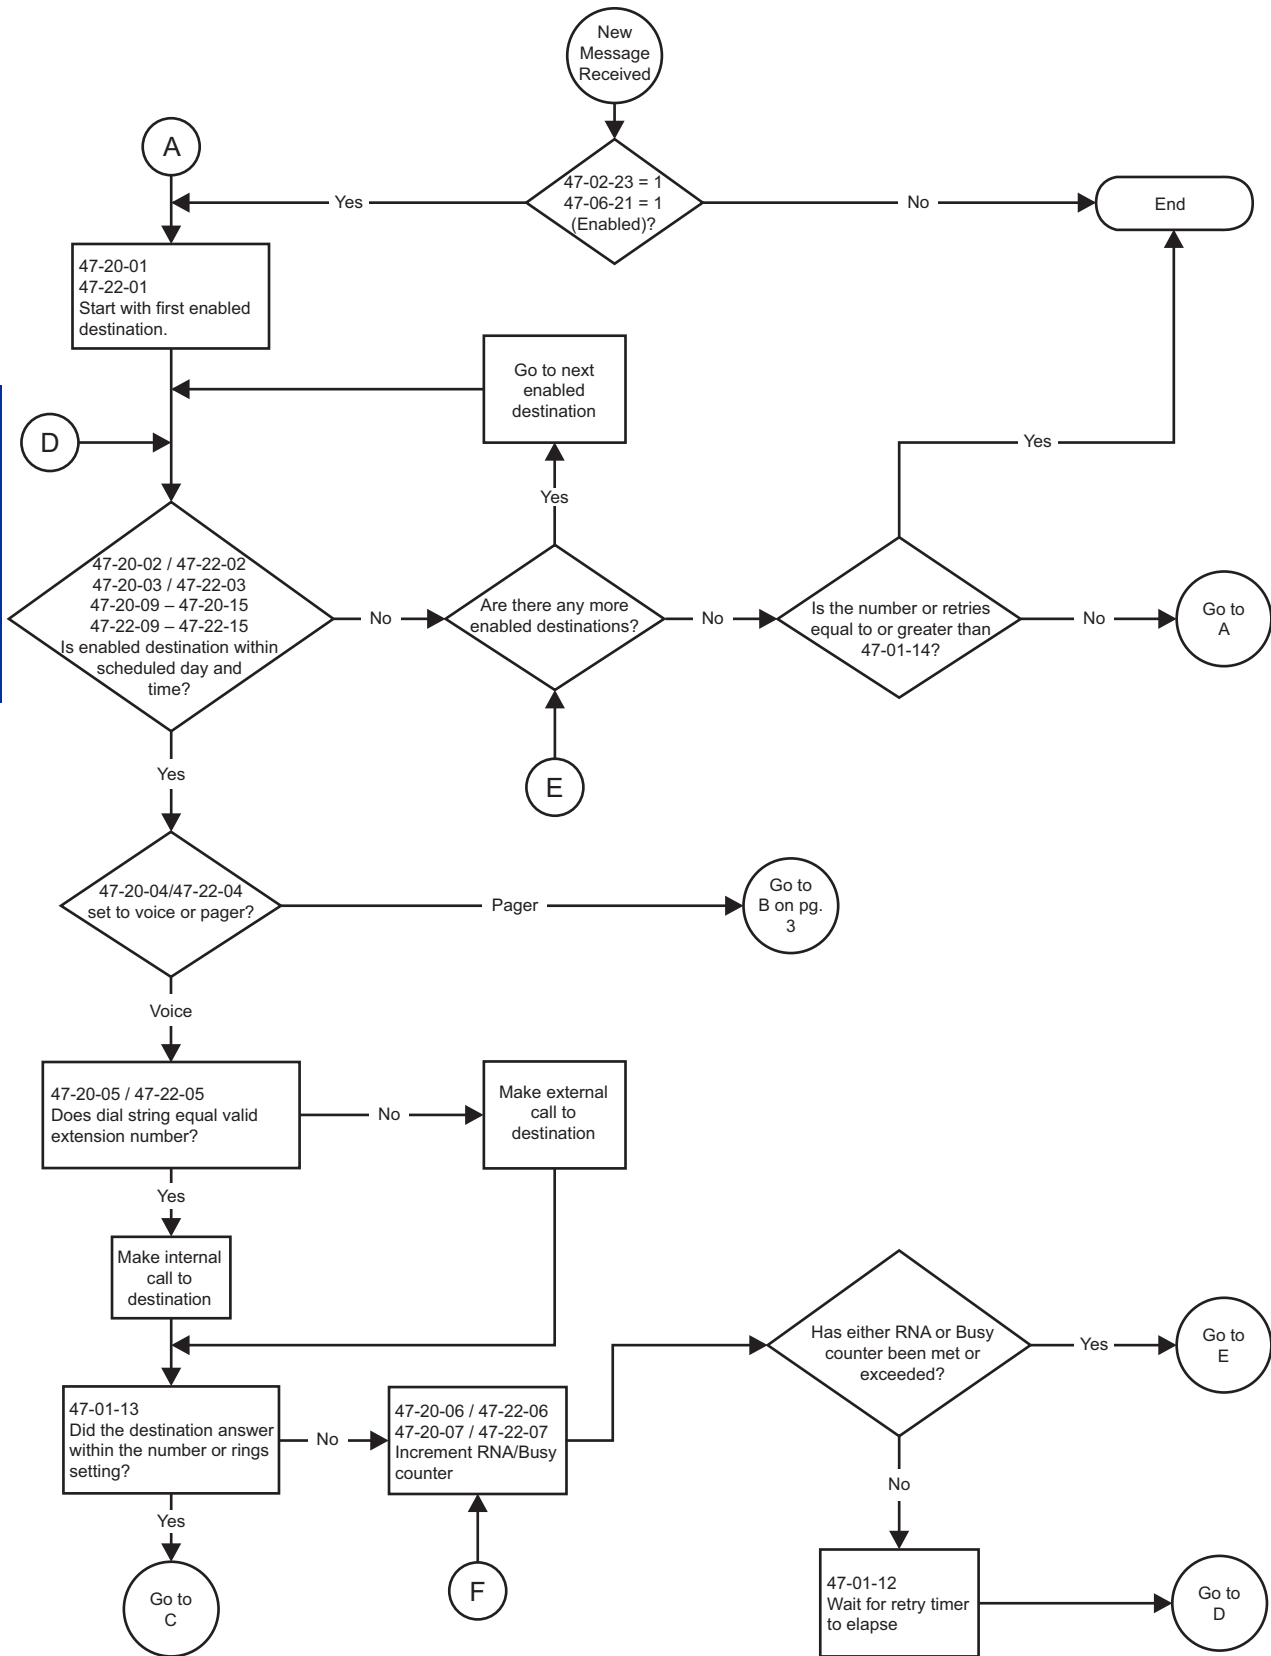 New
Message
Received
A
47-02-23 = 1
47-06-21 = 1
(Enabled)?
Yes
No
End
47-20-01
47-22-01
Start with first enabled
destination.
Go to next
enabled
destination
D
Yes
Yes
47-20-02 / 47-22-02
47-20-03 / 47-22-03
47-20-09 – 47-20-15
47-22-09 – 47-22-15
Is enabled destination within
scheduled day and
time?
No
Are there any more
enabled destinations?
No
Is the number or retries
equal to or greater than
47-01-14?
No
Go to
A
Yes
E
47-20-04/47-22-04
set to voice or pager?
Pager
Go to
B on pg.
3
Voice
47-20-05 / 47-22-05
Does dial string equal valid
extension number?
No
Make external
call to
destination
Yes
Make internal
call to
destination
Has either RNA or Busy
counter been met or
exceeded?
Yes
Go to
E
47-01-13
Did the destination answer
within the number or rings
setting?
No
47-20-06 / 47-22-06
47-20-07 / 47-22-07
Increment RNA/Busy
counter
No
Yes
Go to
C
F
47-01-12
Wait for retry timer
to elapse
Go to
D